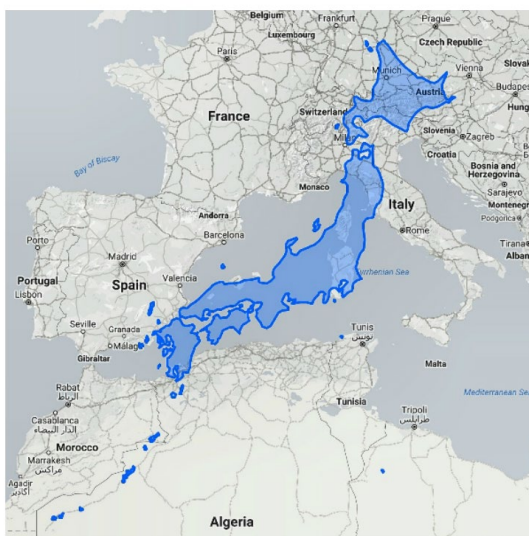 Belgium
Frankfurt
Prague
Luxembourg
Czech Republic
Paris
Slovak
Munich
Vienna
Austria
Budapes
France
Switzerland
Hung
Slovenia
Milan
Zagreb
Croatia
Bay of Biscay
Bosnia and
Herzegovina
Monaco
Sarajevo
Andorra
Italy
Montenegr
Podgorica
Barcelona
Porto
Rome
Tirana
Madrid
Alban
Portugal
Spain
Valencia
yrrhenian Sea
Lisbon
Seville
Granada
Málaga
Tunis
تونس
Gibraltar
Malta
Rabat
الرباط
Tunisia
Mediterranean Sea
Casablanca
الدار البيضاء
Tripoli
طرابلس
Morocco
Marrakesh
مراكش
Agadir
أكادير
Algeria